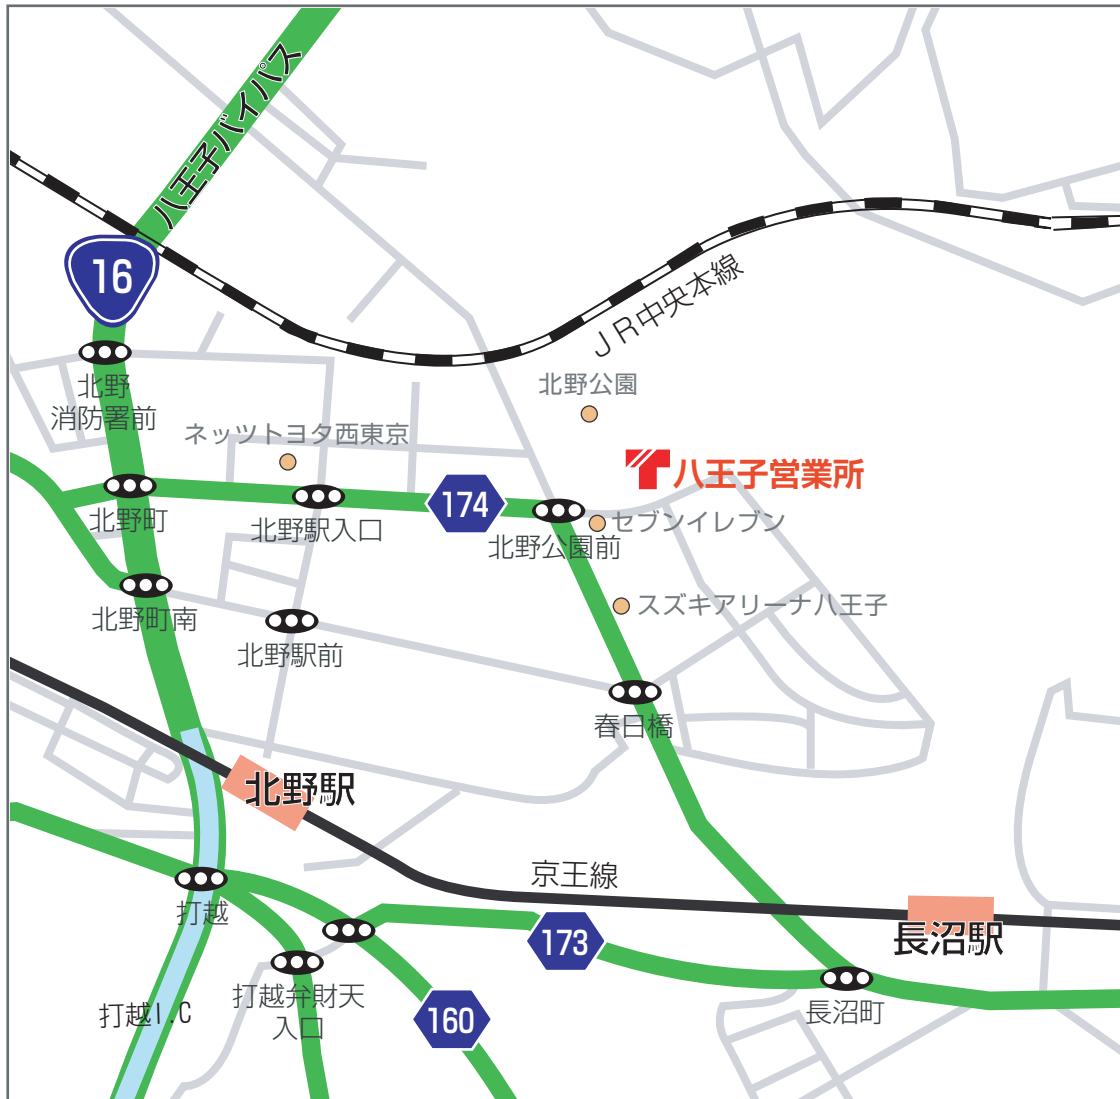 八王子バイパス
16
JR中央本線
北野
消防署前
北野公園
ネッツトヨタ西東京
八王子営業所
174
北野町
北野駅入口
北野公園前
セブンイレブン
北野町南
スズキアリーナ八王子
北野駅前
春日橋
北野駅
京王線
打越
173
長沼駅
打越弁財天
入口
打越I.C
160
長沼町